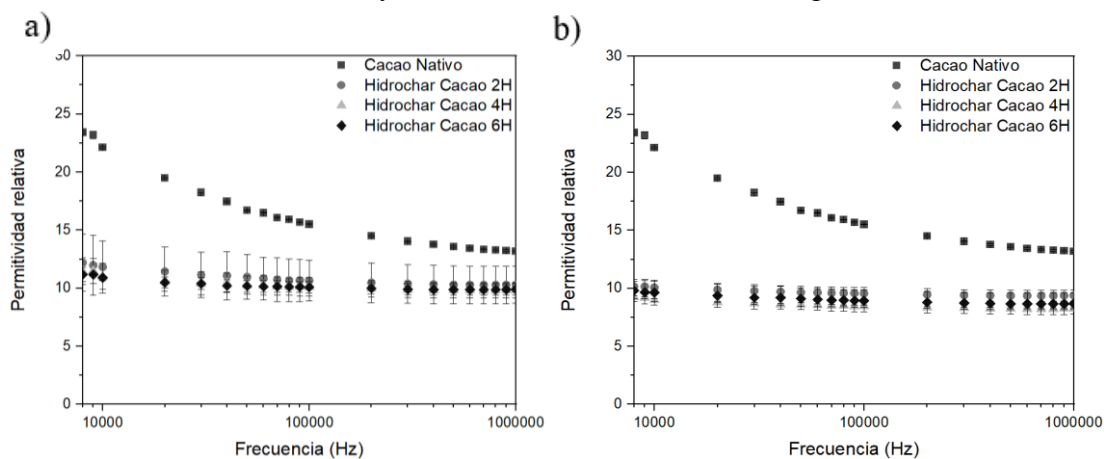 a)
30
25
20
15
10
5
0
Permitividad relativa
Cacao Nativo
Hidrochar Cacao 2H
Hidrochar Cacao 4H
Hidrochar Cacao 6H
10000 100000 1000000
Frecuencia (Hz)
b)
30
25
20
15
10
5
0
Permitividad relativa
Cacao Nativo
Hidrochar Cacao 2H
Hidrochar Cacao 4H
Hidrochar Cacao 6H
10000 100000 1000000
Frecuencia (Hz)